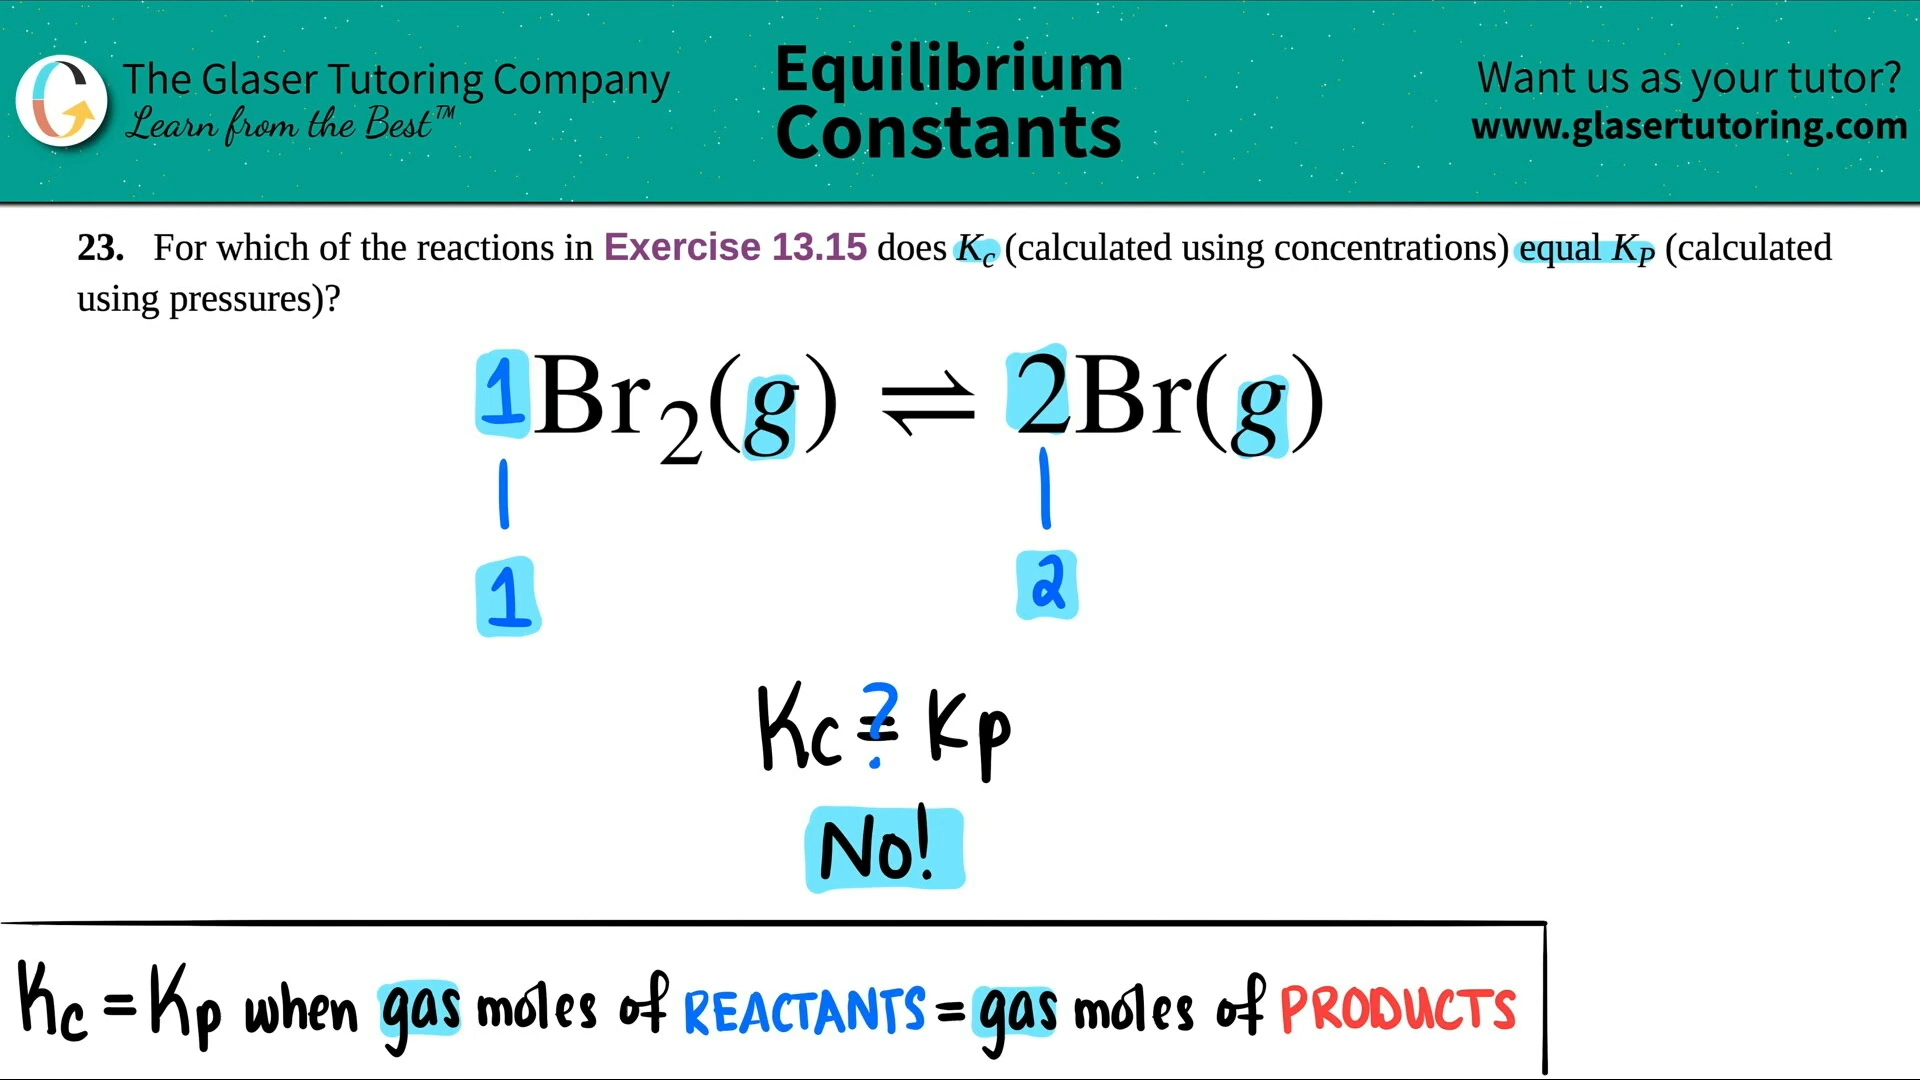 The Glaser Tutoring Company
Learn from the Best™
Equilibrium
Constants
Want us as your tutor?
www.glasertutoring.com
23. For which of the reactions in Exercise 13.15 does Kc (calculated using concentrations) equal KP (calculated
using pressures)?
1Br₂(g) ⇌ 2Br(g)
1 2
Kc =? Kp
No!
Kc = Kp when gas moles of REACTANTS = gas moles of PRODUCTS